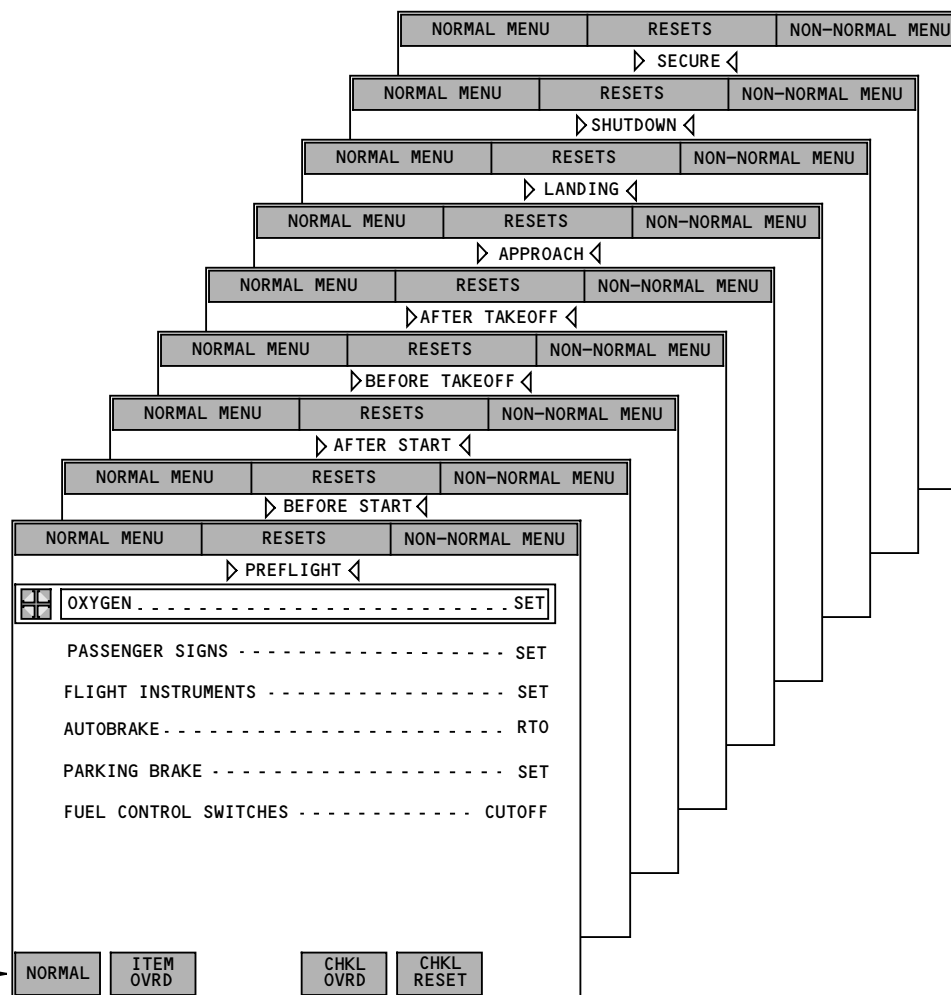 NORMAL MENU RESETS NON-NORMAL MENU
SECURE
NORMAL MENU RESETS NON-NORMAL MENU
SHUTDOWN
NORMAL MENU RESETS NON-NORMAL MENU
LANDING
NORMAL MENU RESETS NON-NORMAL MENU
APPROACH
NORMAL MENU RESETS NON-NORMAL MENU
AFTER TAKEOFF
NORMAL MENU RESETS NON-NORMAL MENU
BEFORE TAKEOFF
NORMAL MENU RESETS NON-NORMAL MENU
AFTER START
NORMAL MENU RESETS NON-NORMAL MENU
BEFORE START
NORMAL MENU RESETS NON-NORMAL MENU
PREFLIGHT
OXYGEN - - - - - - - - - - - - - - - - - - - - SET
PASSENGER SIGNS - - - - - - - - - - - - - - - - - - SET
FLIGHT INSTRUMENTS - - - - - - - - - - - - - - - - SET
AUTOBRAKE - - - - - - - - - - - - - - - - - - - - - - - RTO
PARKING BRAKE - - - - - - - - - - - - - - - - - - - - SET
FUEL CONTROL SWITCHES - - - - - - - - - - - - CUTOFF
NORMAL ITEM OVRD CHKL OVRD CHKL RESET